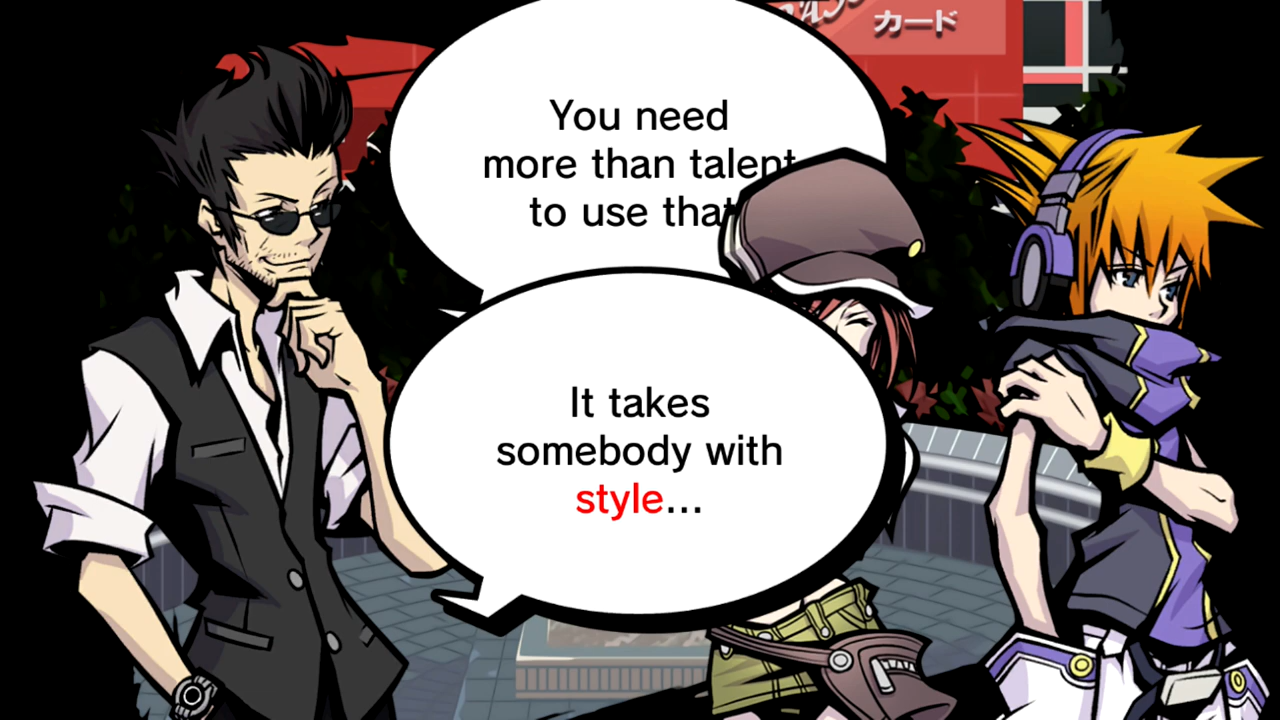 カード
You need
more than talent
to use that
It takes
somebody with
style...